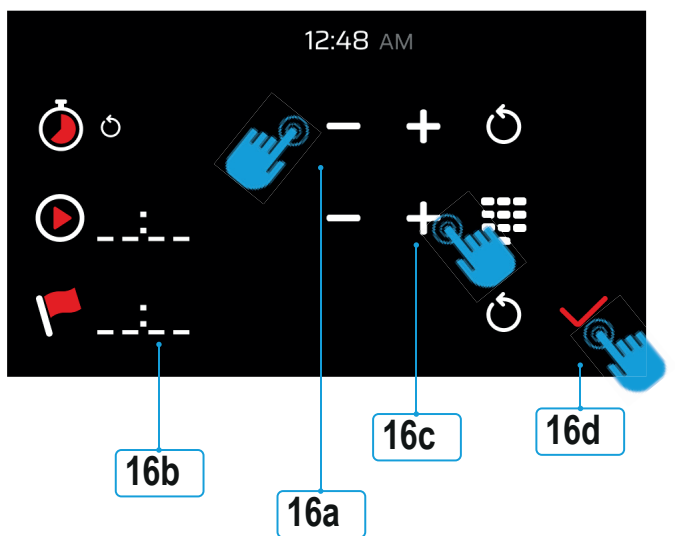 12:48 AM
− +
_ _:_ _
− +
_ _:_ _
16c
16d
16b
16a